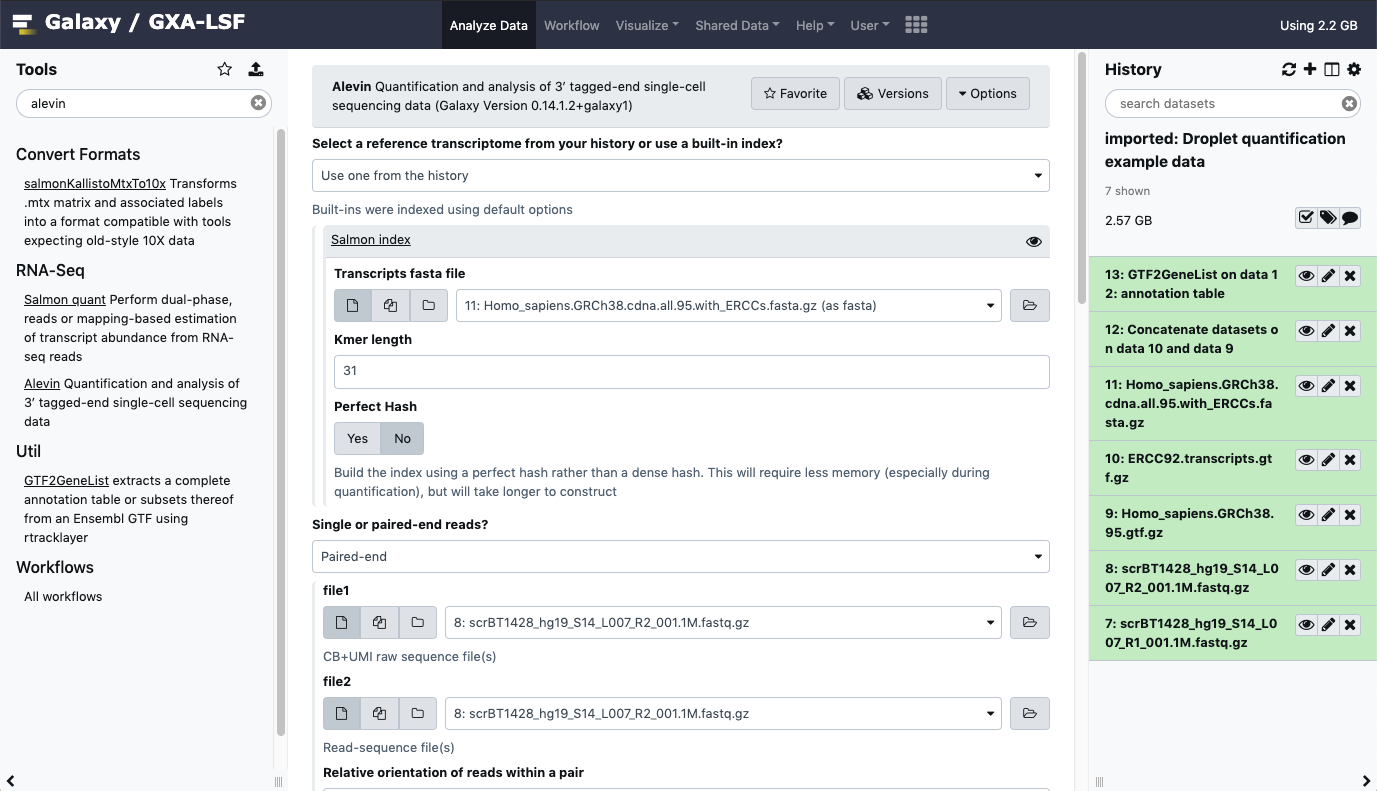 Galaxy / GXA-LSF
Analyze Data
Workflow
Visualize
Shared Data
Help
User
Using 2.2 GB
Tools
alevin
Convert Formats
salmonKallistoMtxTo10x Transforms
.mtx matrix and associated labels
into a format compatible with tools
expecting old-style 10X data
RNA-Seq
Salmon quant Perform dual-phase,
reads or mapping-based estimation
of transcript abundance from RNA-
seq reads
Alevin Quantification and analysis of
3’ tagged-end single-cell sequencing
data
Util
GTF2GeneList extracts a complete
annotation table or subsets thereof
from an Ensembl GTF using
rtracklayer
Workflows
All workflows
Alevin Quantification and analysis of 3’ tagged-end single-cell
sequencing data (Galaxy Version 0.14.1.2+galaxy1)
Favorite
Versions
Options
Select a reference transcriptome from your history or use a built-in index?
Use one from the history
Built-ins were indexed using default options
Salmon index
Transcripts fasta file
11: Homo_sapiens.GRCh38.cdna.all.95.with_ERCCs.fasta.gz (as fasta)
Kmer length
31
Perfect Hash
Yes
No
Build the index using a perfect hash rather than a dense hash. This will require less memory (especially during
quantification), but will take longer to construct
Single or paired-end reads?
Paired-end
file1
8: scrBT1428_hg19_S14_L007_R2_001.1M.fastq.gz
CB+UMI raw sequence file(s)
file2
8: scrBT1428_hg19_S14_L007_R2_001.1M.fastq.gz
Read-sequence file(s)
Relative orientation of reads within a pair
History
search datasets
imported: Droplet quantification
example data
7 shown
2.57 GB
13: GTF2GeneList on data 1
2: annotation table
12: Concatenate datasets o
n data 10 and data 9
11: Homo_sapiens.GRCh38.
cdna.all.95.with_ERCCs.fa
sta.gz
10: ERCC92.transcripts.gt
f.gz
9: Homo_sapiens.GRCh38.
95.gtf.gz
8: scrBT1428_hg19_S14_L0
07_R2_001.1M.fastq.gz
7: scrBT1428_hg19_S14_L0
07_R1_001.1M.fastq.gz